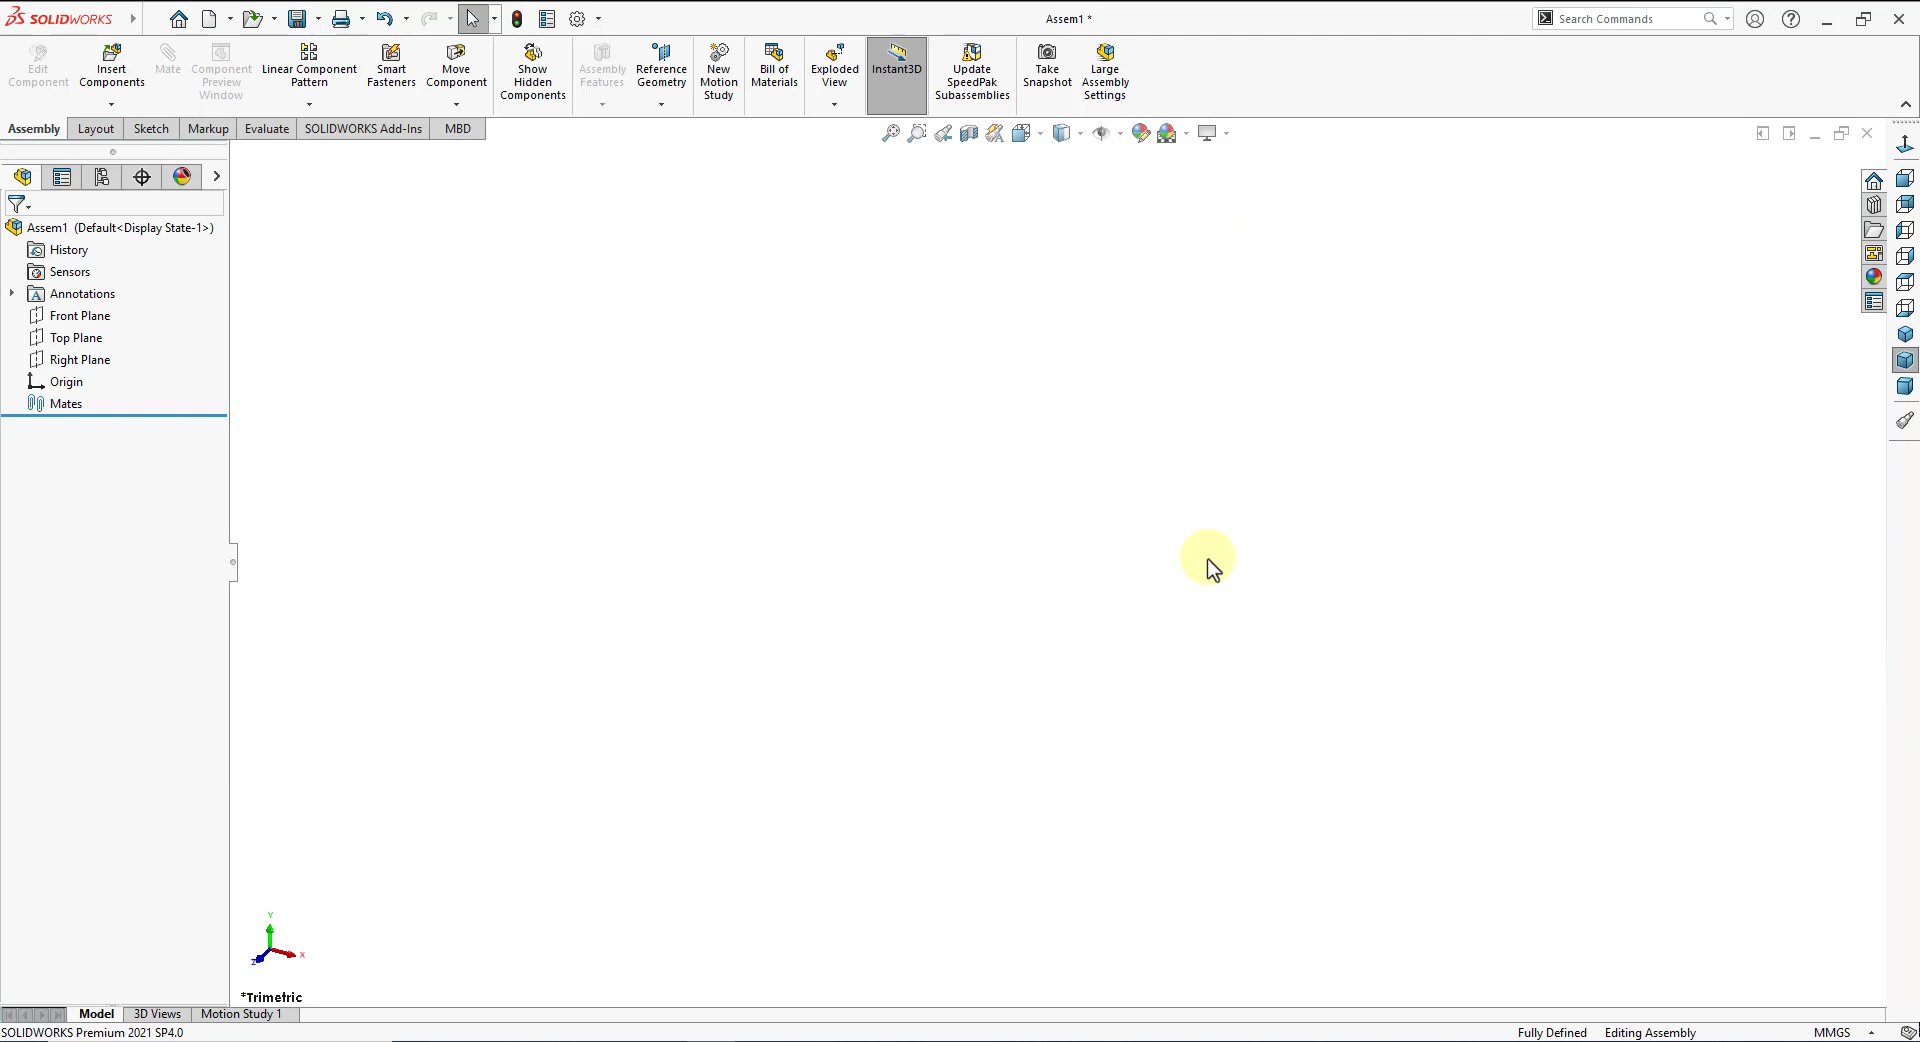 SOLIDWORKS
Assem1 *
Search Commands
Edit
Component
Insert
Components
Mate
Component
Preview
Window
Linear Component
Pattern
Smart
Fasteners
Move
Component
Show
Hidden
Components
Assembly
Features
Reference
Geometry
New
Motion
Study
Bill of
Materials
Exploded
View
Instant3D
Update
SpeedPak
Subassemblies
Take
Snapshot
Large
Assembly
Settings
Assembly
Layout
Sketch
Markup
Evaluate
SOLIDWORKS Add-Ins
MBD
Assem1 (Default<Display State-1>)
History
Sensors
Annotations
Front Plane
Top Plane
Right Plane
Origin
Mates
Y
X
Z
*Trimetric
Model
3D Views
Motion Study 1
SOLIDWORKS Premium 2021 SP4.0
Fully Defined
Editing Assembly
MMGS